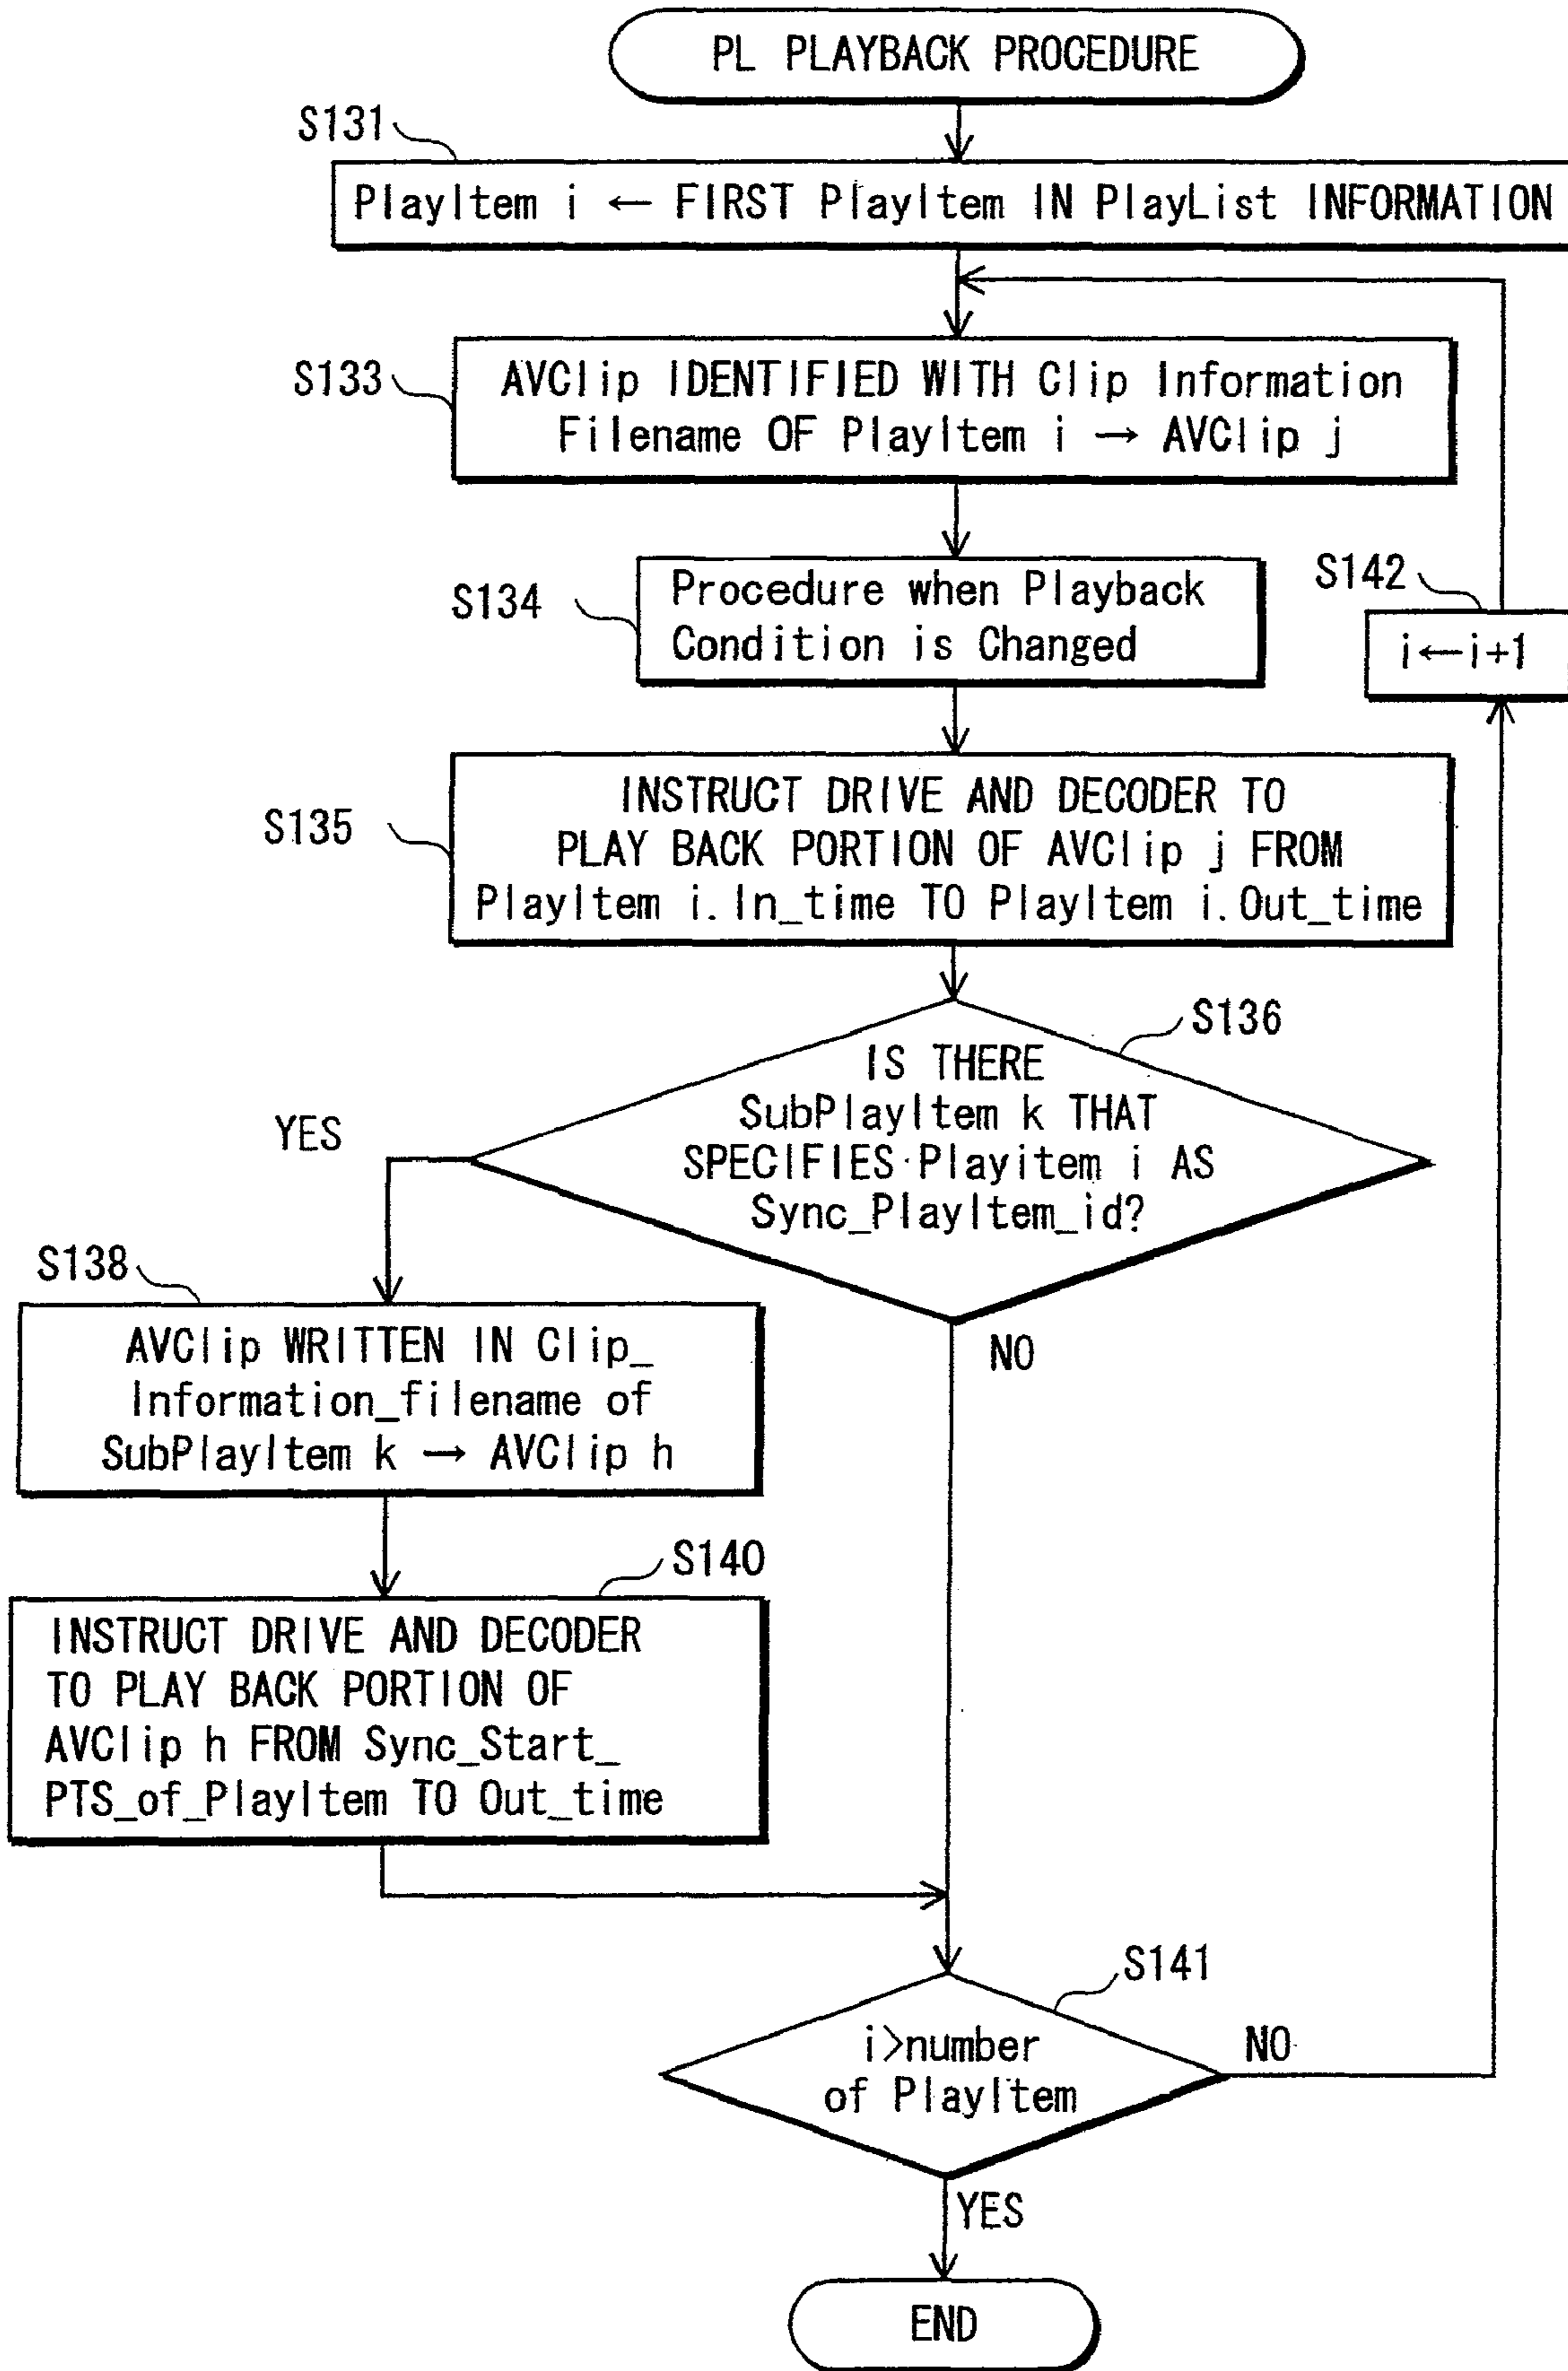 PL PLAYBACK PROCEDURE
S131
PlayItem i ← FIRST PlayItem IN PlayList INFORMATION
S133
AVClip IDENTIFIED WITH Clip Information
Filename OF PlayItem i → AVClip j
S134
Procedure when Playback
Condition is Changed
S142
i←i+1
S135
INSTRUCT DRIVE AND DECODER TO
PLAY BACK PORTION OF AVClip j FROM
PlayItem i.In_time TO PlayItem i.Out_time
S136
IS THERE
SubPlayItem k THAT
SPECIFIES Playitem i AS
Sync_PlayItem_id?
YES
NO
S138
AVClip WRITTEN IN Clip_
Information_filename of
SubPlayItem k → AVClip h
S140
INSTRUCT DRIVE AND DECODER
TO PLAY BACK PORTION OF
AVClip h FROM Sync_Start_
PTS_of_PlayItem TO Out_time
S141
i>number
of PlayItem
NO
YES
END